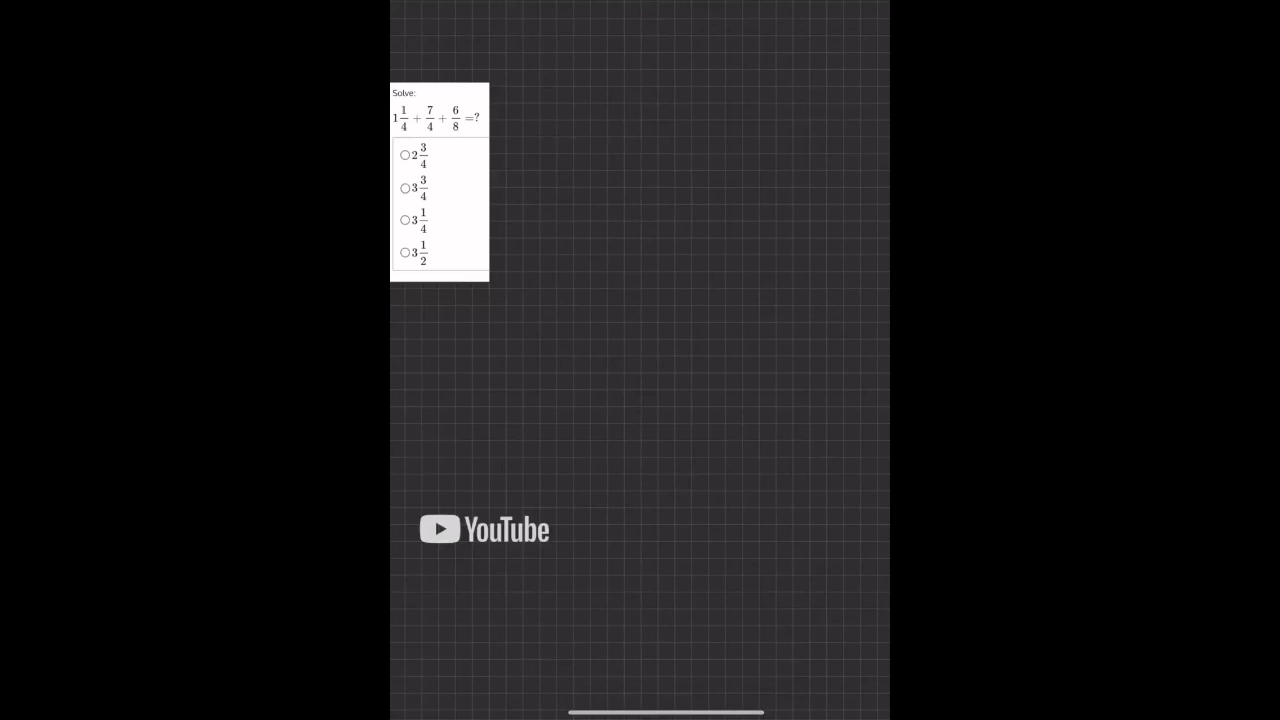 Solve:
1 1/4 + 7/4 + 6/8 =?
2 3/4
3 3/4
3 1/4
3 1/2
YouTube